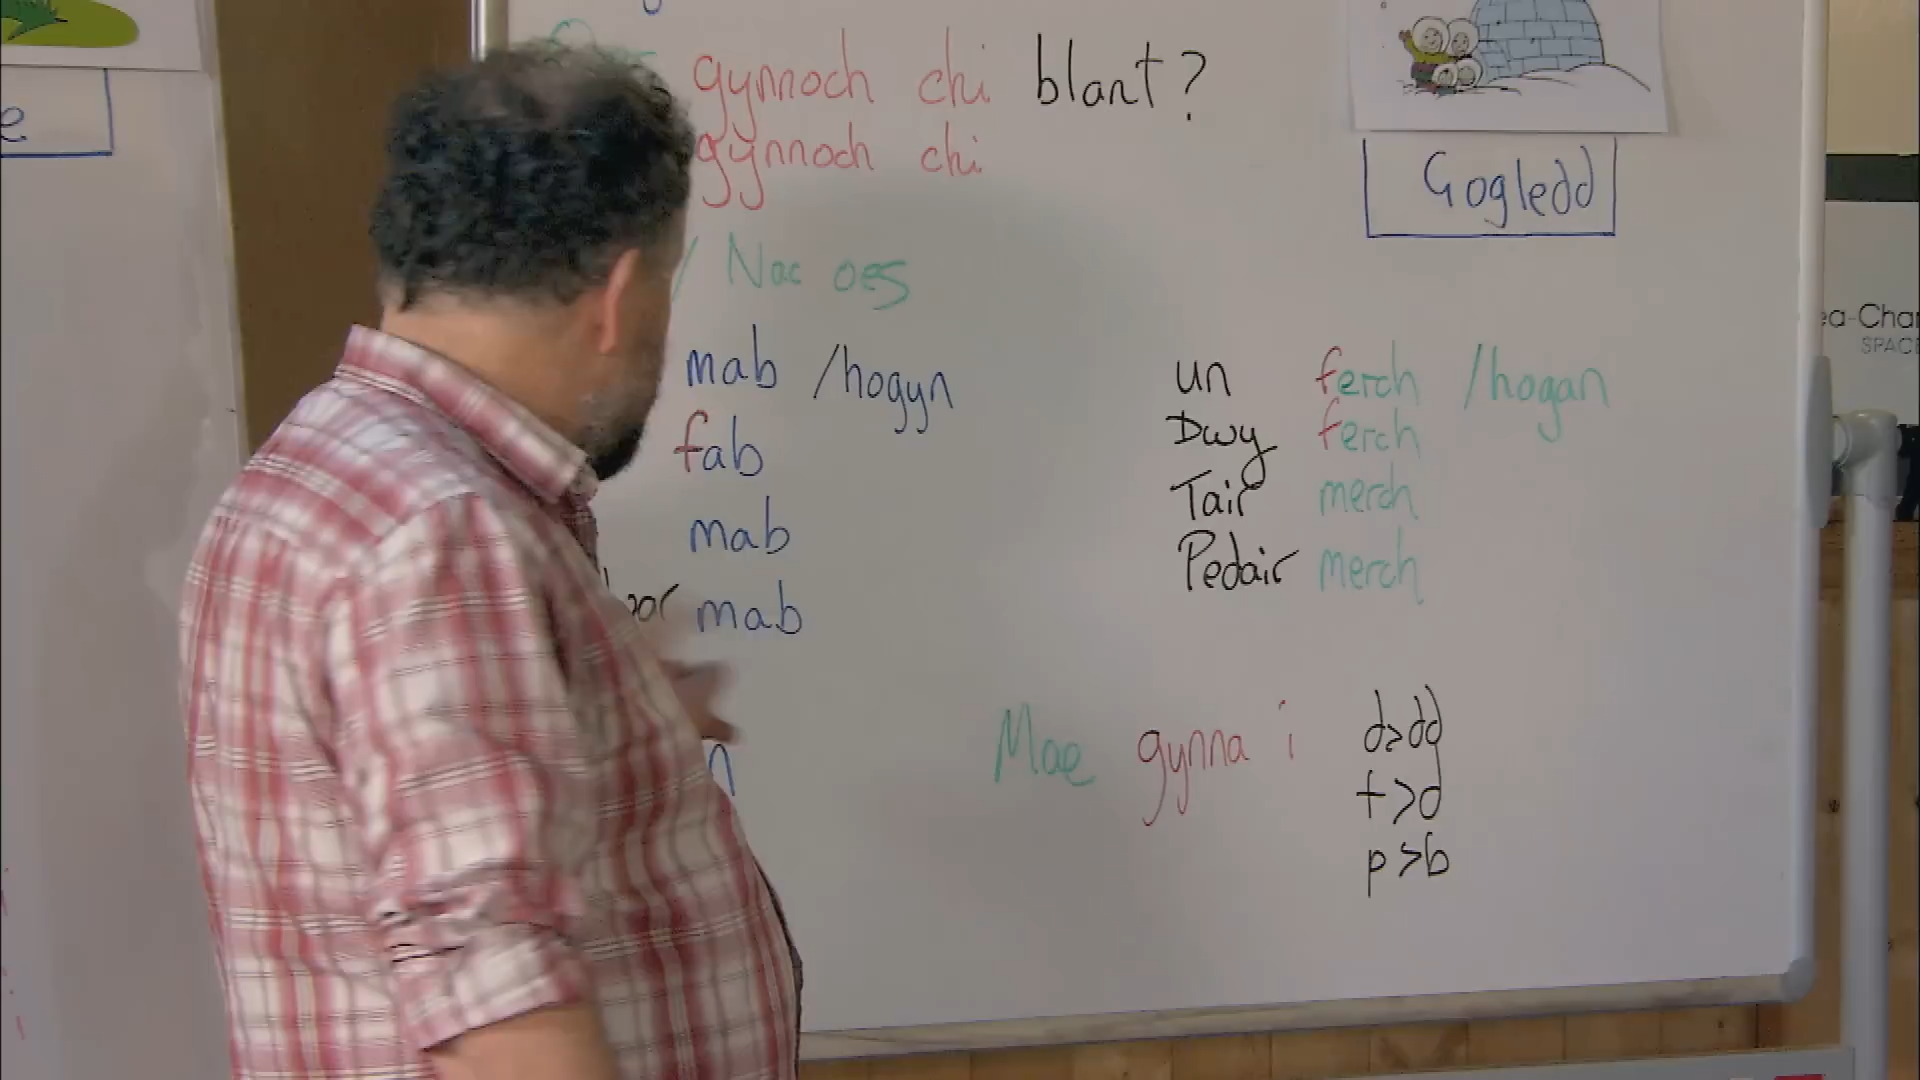 gynnoch chi blant?
gynnoch chi
Gogledd
/ Nac oes
mab /hogyn
un ferch /hogan
fab
Dwy ferch
mab
Tair merch
mab
Pedair merch
Mae gynna i
d>dd
t>d
p>b
SPACE